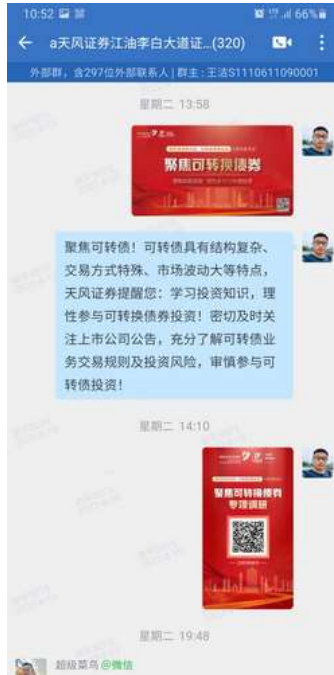 10:52
66%
a天风证券江油李白大道证...(320)
外部群，含297位外部联系人 | 群主：王洁S1110611090001
星期二 13:58
聚焦可转换债券
聚焦可转债！可转债具有结构复杂、
交易方式特殊、市场波动大等特点，
天风证券提醒您：学习投资知识，理
性参与可转换债券投资！密切及时关
注上市公司公告，充分了解可转债业
务交易规则及投资风险，审慎参与可
转债投资！
星期二 14:10
聚焦可转换债券
专项调研
星期二 19:48
超级菜鸟@微信